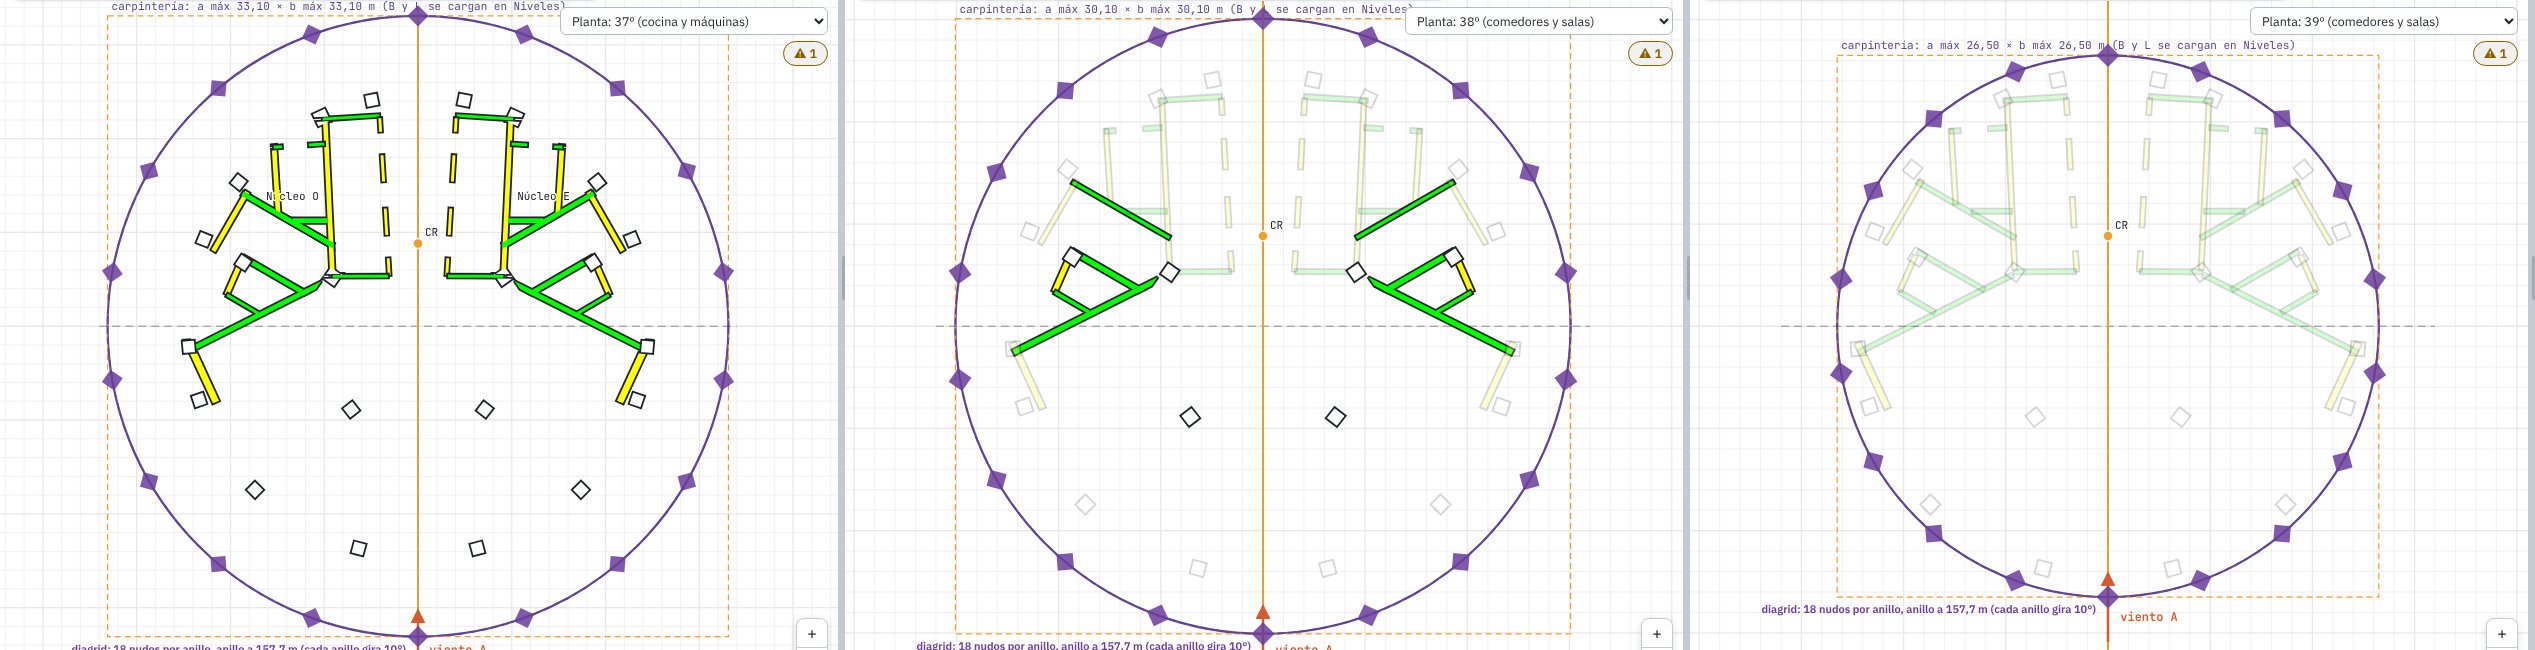 carpintería: a máx 33,10 × b máx 33,10 m (B y L se cargan en Niveles)
Planta: 37º (cocina y máquinas)
1
Núcleo O
Núcleo E
CR
+
diagrid: 18 nudos por anillo, anillo a 157,7 m (cada anillo gira 10º)
viento A
carpintería: a máx 30,10 × b máx 30,10 m (B y L se cargan en Niveles)
Planta: 38º (comedores y salas)
1
CR
+
diagrid: 18 nudos por anillo, anillo a 157,7 m (cada anillo gira 10º)
viento A
Planta: 39º (comedores y salas)
carpintería: a máx 26,50 × b máx 26,50 m (B y L se cargan en Niveles)
1
CR
diagrid: 18 nudos por anillo, anillo a 157,7 m (cada anillo gira 10º)
viento A
+